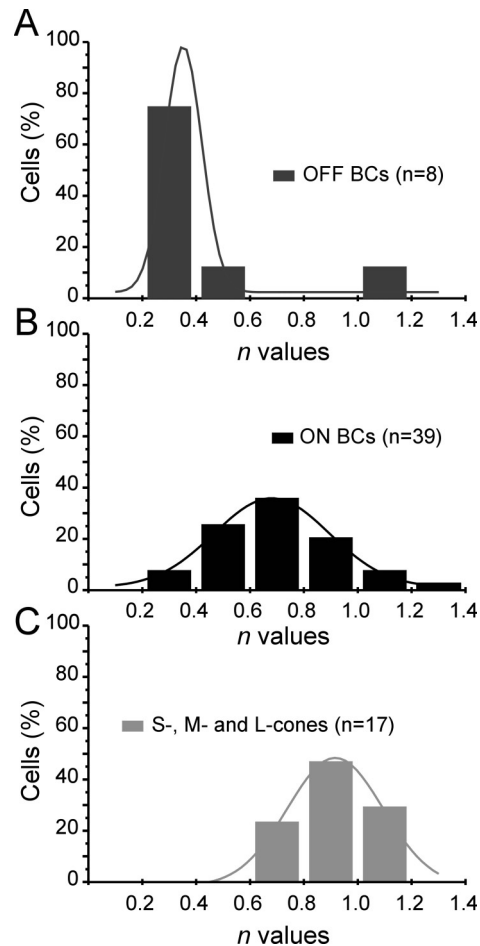 A
100
80
60
40
20
0
Cells (%)
OFF BCs (n=8)
0.2 0.4 0.6 0.8 1.0 1.2 1.4
n values
B
100
80
60
40
20
0
Cells (%)
ON BCs (n=39)
0.2 0.4 0.6 0.8 1.0 1.2 1.4
n values
C
100
80
60
40
20
0
Cells (%)
S-, M- and L-cones (n=17)
0.2 0.4 0.6 0.8 1.0 1.2 1.4
n values